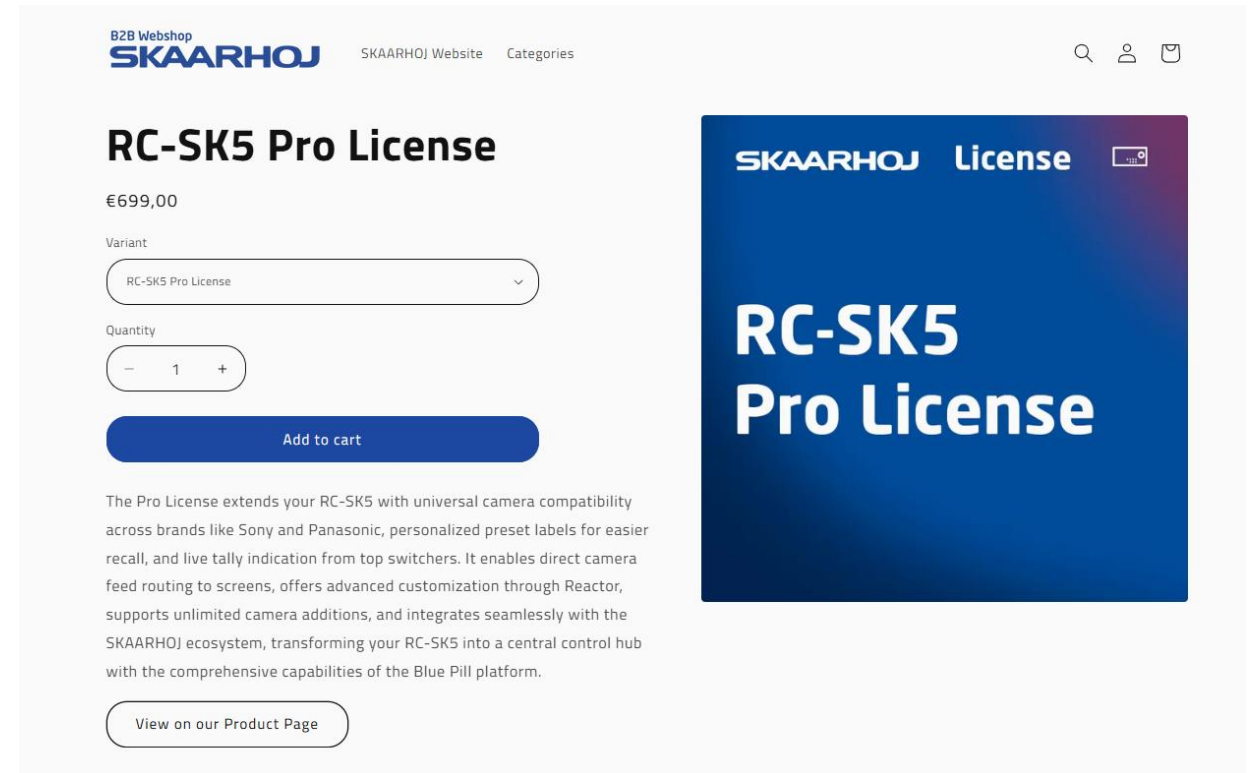 B2B Webshop
SKAARHOJ
SKAARHOJ Website
Categories
RC-SK5 Pro License
€699,00
Variant
RC-SK5 Pro License
Quantity
− 1 +
Add to cart
The Pro License extends your RC-SK5 with universal camera compatibility
across brands like Sony and Panasonic, personalized preset labels for easier
recall, and live tally indication from top switchers. It enables direct camera
feed routing to screens, offers advanced customization through Reactor,
supports unlimited camera additions, and integrates seamlessly with the
SKAARHOJ ecosystem, transforming your RC-SK5 into a central control hub
with the comprehensive capabilities of the Blue Pill platform.
View on our Product Page
SKAARHOJ License
RC-SK5
Pro License